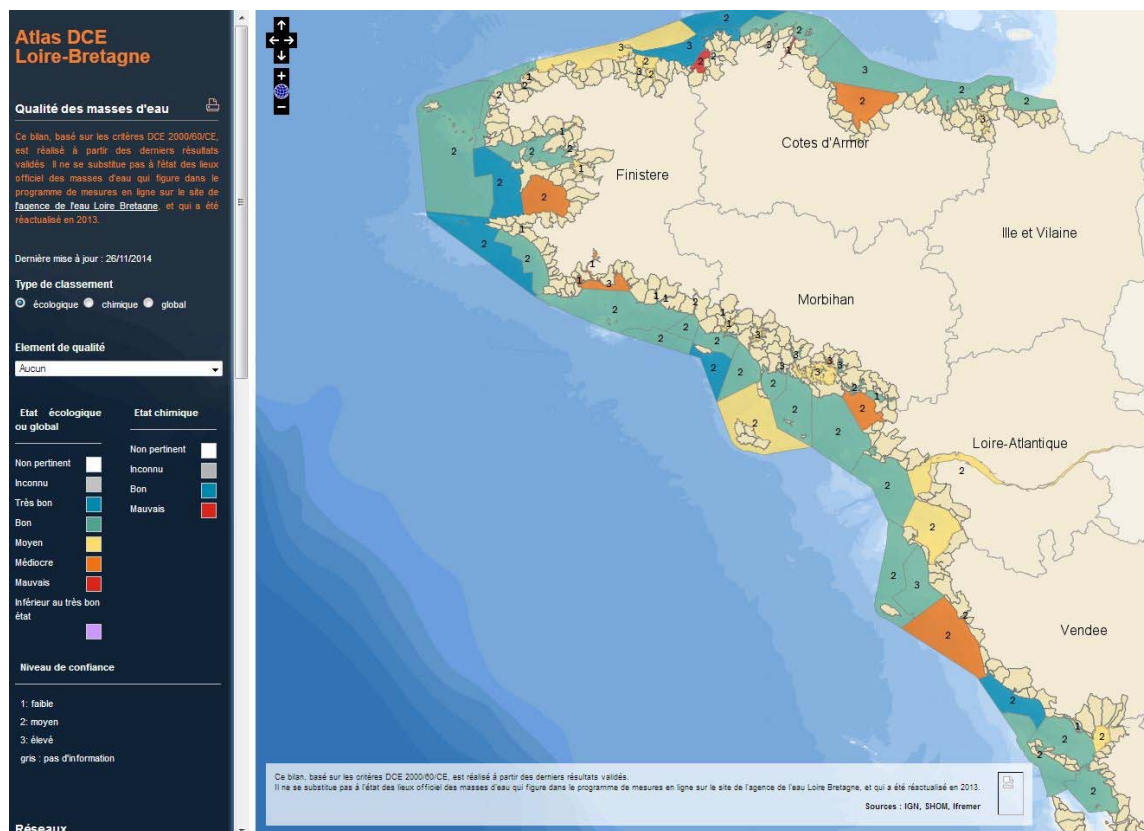 Atlas DCE
Loire-Bretagne
Qualité des masses d'eau
Ce bilan, basé sur les critères DCE 2000/60/CE,
est réalisé à partir des derniers résultats
validés Il ne se substitue pas à l'état des lieux
officiel des masses d'eau qui figure dans le
programme de mesures en ligne sur le site de
l'agence de l'eau Loire Bretagne, et qui a été
réactualisé en 2013.
Dernière mise à jour : 26/11/2014
Type de classement
écologique chimique global
Element de qualité
Aucun
Etat écologique
ou global
Non pertinent
Inconnu
Très bon
Bon
Moyen
Médiocre
Mauvais
Inférieur au très bon
état
Etat chimique
Non pertinent
Inconnu
Bon
Mauvais
Niveau de confiance
1: faible
2: moyen
3: élevé
gris : pas d'information
Réseaux
Cotes d'Armor
Finistere
Ille et Vilaine
Morbihan
Loire-Atlantique
Vendee
Ce bilan, basé sur les critères DCE 2000/60/CE, est réalisé à partir des derniers résultats validés.
Il ne se substitue pas à l'état des lieux officiel des masses d'eau qui figure dans le programme de mesures en ligne sur le site de l'agence de l'eau Loire Bretagne, et qui a été réactualisé en 2013.
Sources : IGN, SHOM, Ifremer